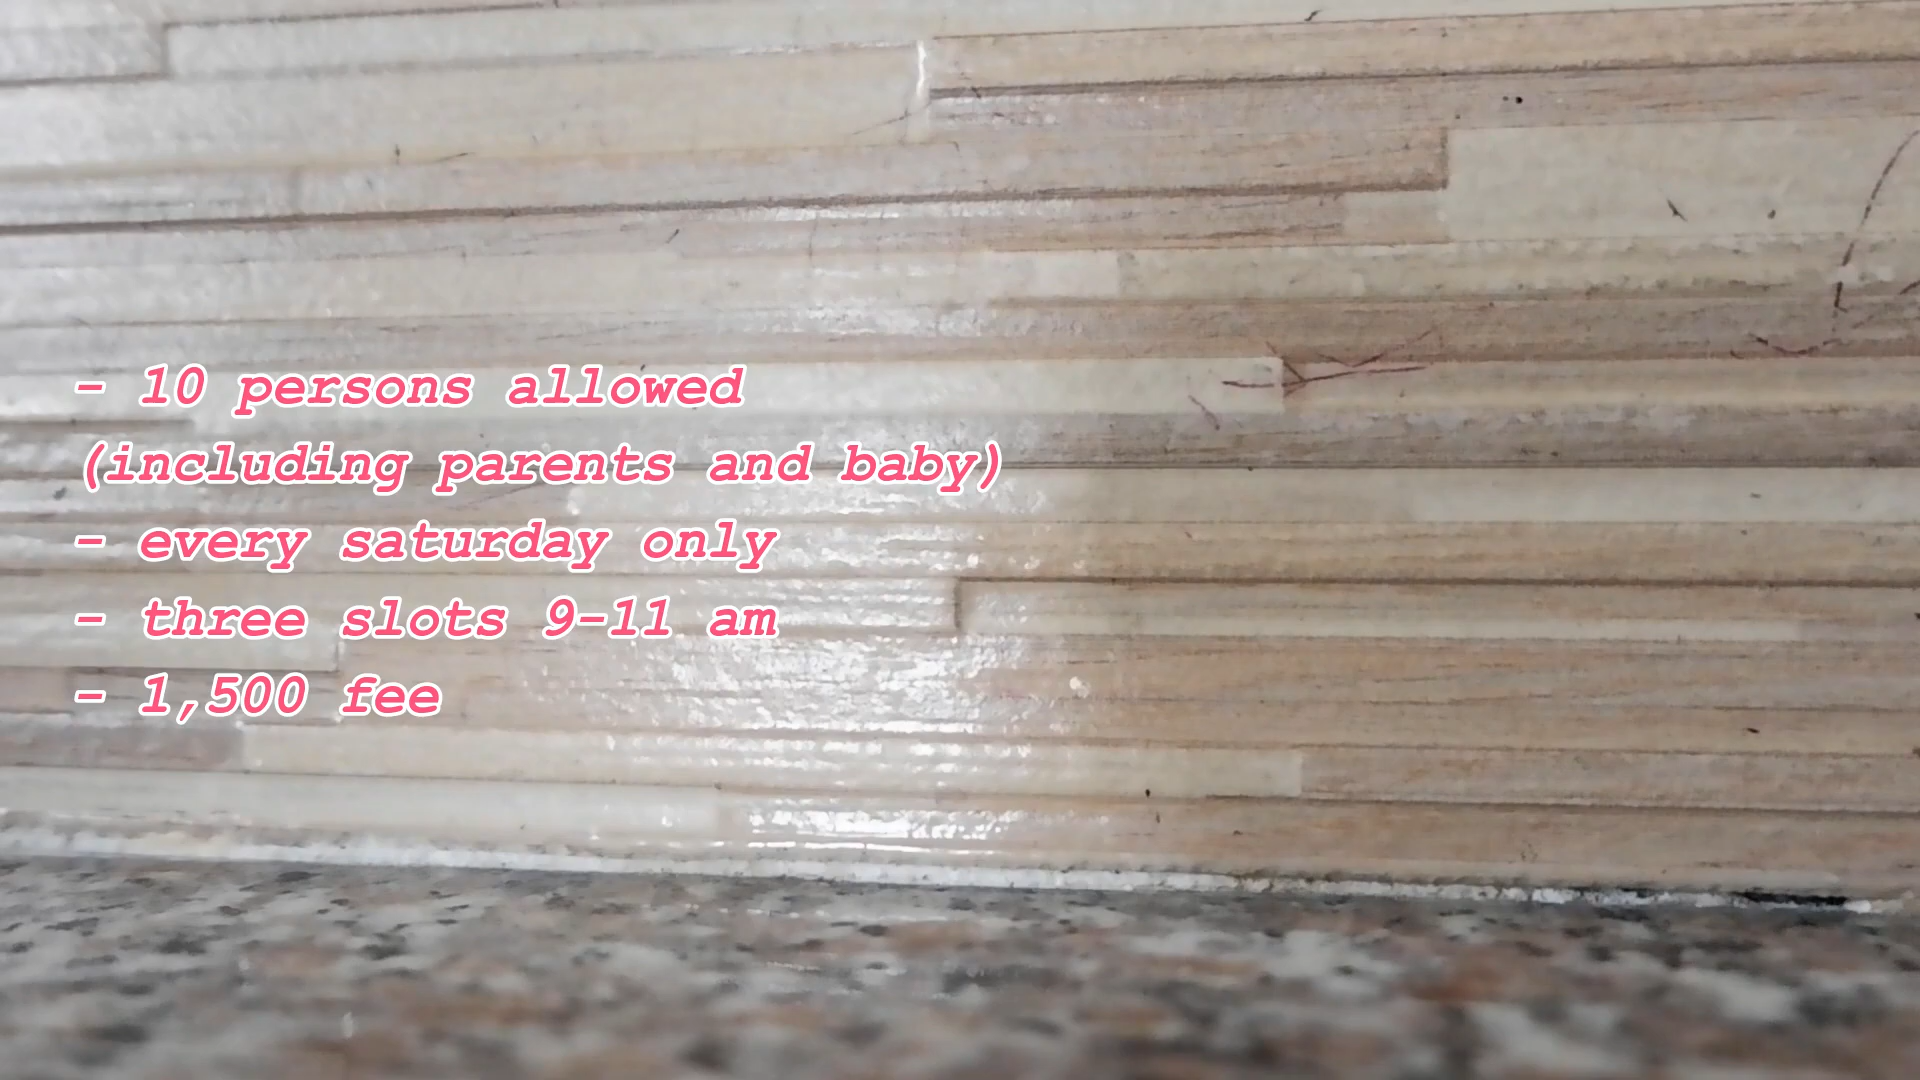 - 10 persons allowed
(including parents and baby)
- every saturday only
- three slots 9-11 am
- 1,500 fee